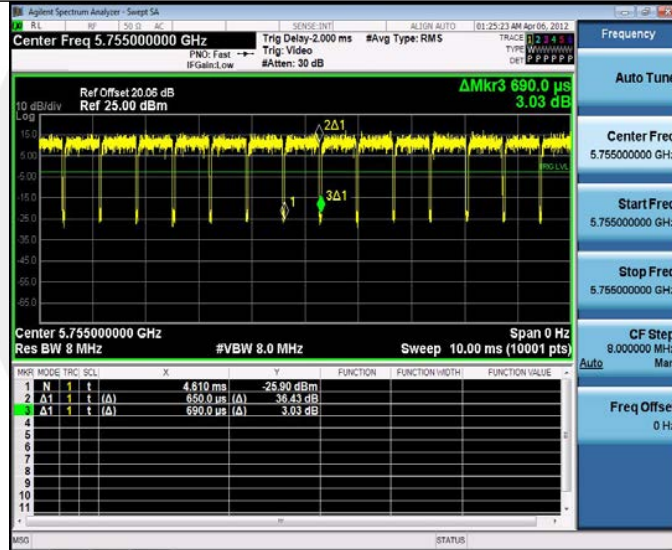 Agilent Spectrum Analyzer - Swept SA
RL RF 50 Ω AC SENSE:INT ALIGN AUTO 01:25:23 AM Apr 06, 2012
Center Freq 5.755000000 GHz
PNO: Fast
IFGain:Low
Trig Delay-2.000 ms
Trig: Video
#Atten: 30 dB
#Avg Type: RMS
TRACE 1 2 3 4 5 6
TYPE
DET P P P P P P
Ref Offset 20.06 dB
10 dB/div Ref 25.00 dBm
Log
ΔMkr3 690.0 µs
3.03 dB
15.0
5.00
-5.00
-15.0
-25.0
-35.0
-45.0
-55.0
-65.0
2Δ1
TRIG LVL
1
3Δ1
Center 5.755000000 GHz Span 0 Hz
Res BW 8 MHz #VBW 8.0 MHz Sweep 10.00 ms (10001 pts)
MKR MODE TRC SCL X Y FUNCTION FUNCTION WIDTH FUNCTION VALUE
1 N 1 t 4.610 ms -25.90 dBm
2 Δ1 1 t (Δ) 650.0 µs (Δ) 36.43 dB
3 Δ1 1 t (Δ) 690.0 µs (Δ) 3.03 dB
4
5
6
7
8
9
10
11
MSG STATUS
Frequency
Auto Tune
Center Freq
5.755000000 GHz
Start Freq
5.755000000 GHz
Stop Freq
5.755000000 GHz
CF Step
8.000000 MHz
Auto Man
Freq Offset
0 Hz